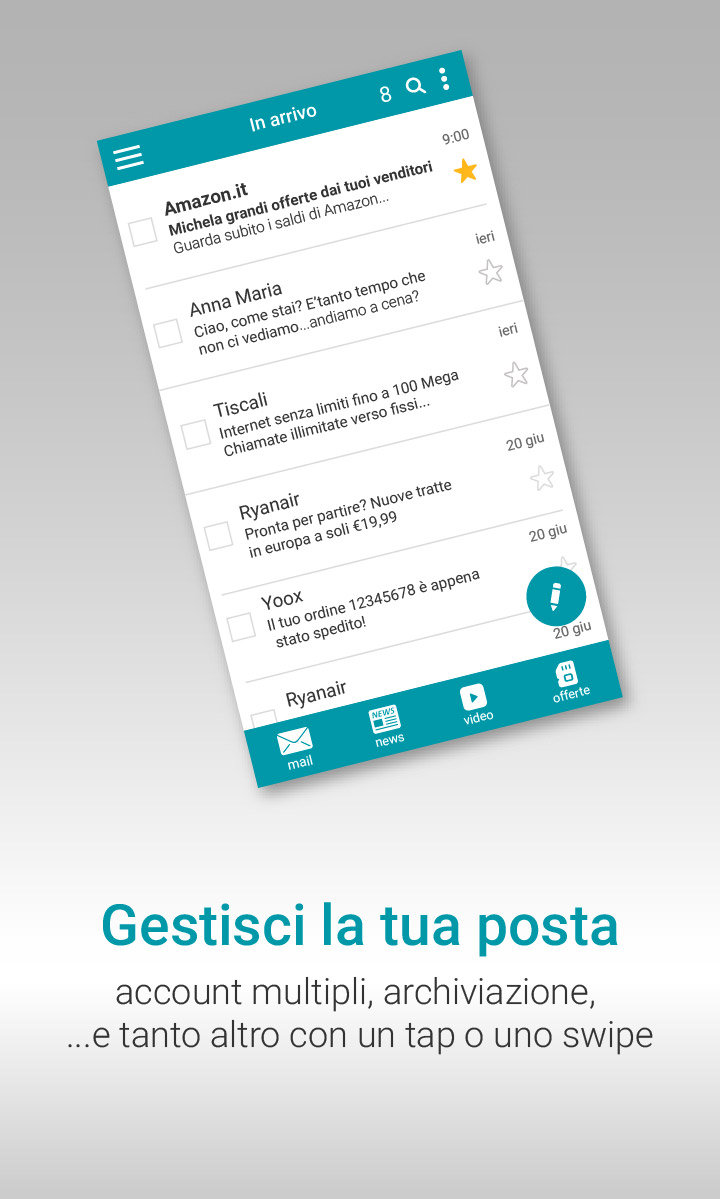 In arrivo
8
9:00
Amazon.it
Michela grandi offerte dai tuoi venditori
Guarda subito i saldi di Amazon...
ieri
Anna Maria
Ciao, come stai? E'tanto tempo che
non ci vediamo...andiamo a cena?
ieri
Tiscali
Internet senza limiti fino a 100 Mega
Chiamate illimitate verso fissi...
20 giu
Ryanair
Pronta per partire? Nuove tratte
in europa a soli €19,99
20 giu
Yoox
Il tuo ordine 12345678 è appena
stato spedito!
20 giu
Ryanair
mail
NEWS
news
video
offerte
Gestisci la tua posta
account multipli, archiviazione,
...e tanto altro con un tap o uno swipe